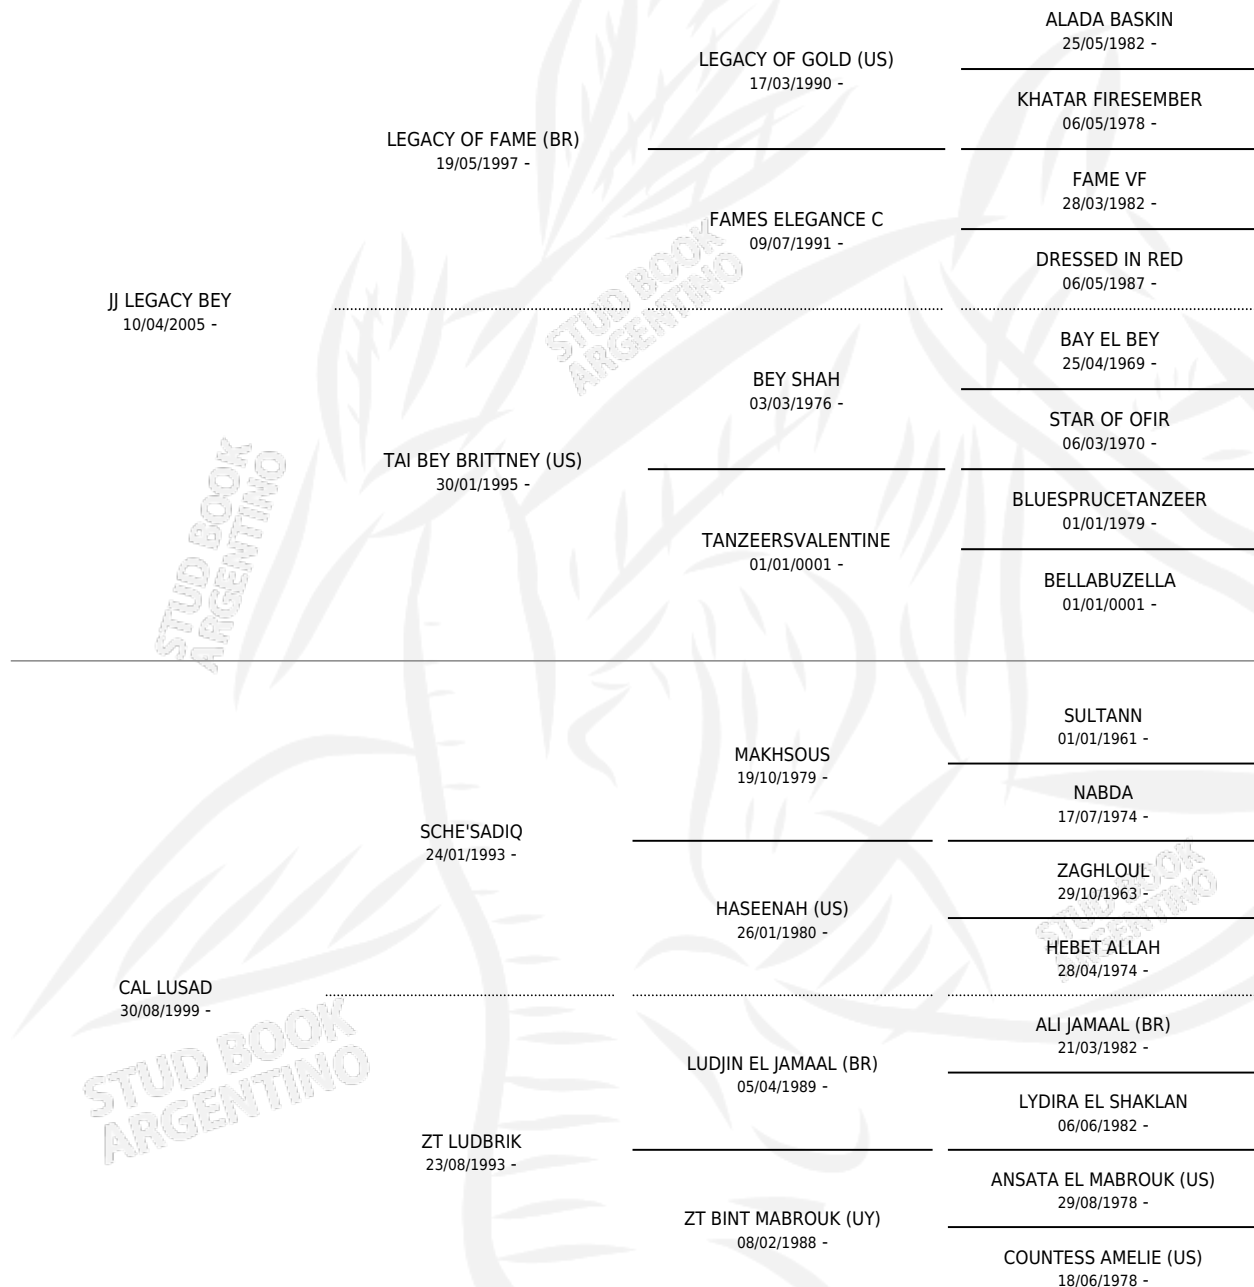 ALADA BASKIN
25/05/1982 -
LEGACY OF GOLD (US)
17/03/1990 -
KHATAR FIRESEMBER
06/05/1978 -
LEGACY OF FAME (BR)
19/05/1997 -
FAME VF
28/03/1982 -
FAMES ELEGANCE C
09/07/1991 -
DRESSED IN RED
06/05/1987 -
JJ LEGACY BEY
10/04/2005 -
STUD BOOK
ARGENTINO
BAY EL BEY
25/04/1969 -
BEY SHAH
03/03/1976 -
STAR OF OFIR
06/03/1970 -
TAI BEY BRITTNEY (US)
30/01/1995 -
BLUESPRUCETANZEER
01/01/1979 -
TANZEERSVALENTINE
01/01/0001 -
BELLABUZELLA
01/01/0001 -
STUD BOOK
ARGENTINO
SULTANN
01/01/1961 -
MAKHSOUS
19/10/1979 -
NABDA
17/07/1974 -
SCHE'SADIQ
24/01/1993 -
ZAGHLOUL
29/10/1963 -
HASEENAH (US)
26/01/1980 -
HEBET ALLAH
28/04/1974 -
STUD BOOK
ARGENTINO
CAL LUSAD
30/08/1999 -
ALI JAMAAL (BR)
21/03/1982 -
LUDJIN EL JAMAAL (BR)
05/04/1989 -
LYDIRA EL SHAKLAN
06/06/1982 -
STUD BOOK
ARGENTINO
ZT LUDBRIK
23/08/1993 -
ANSATA EL MABROUK (US)
29/08/1978 -
ZT BINT MABROUK (UY)
08/02/1988 -
COUNTESS AMELIE (US)
18/06/1978 -